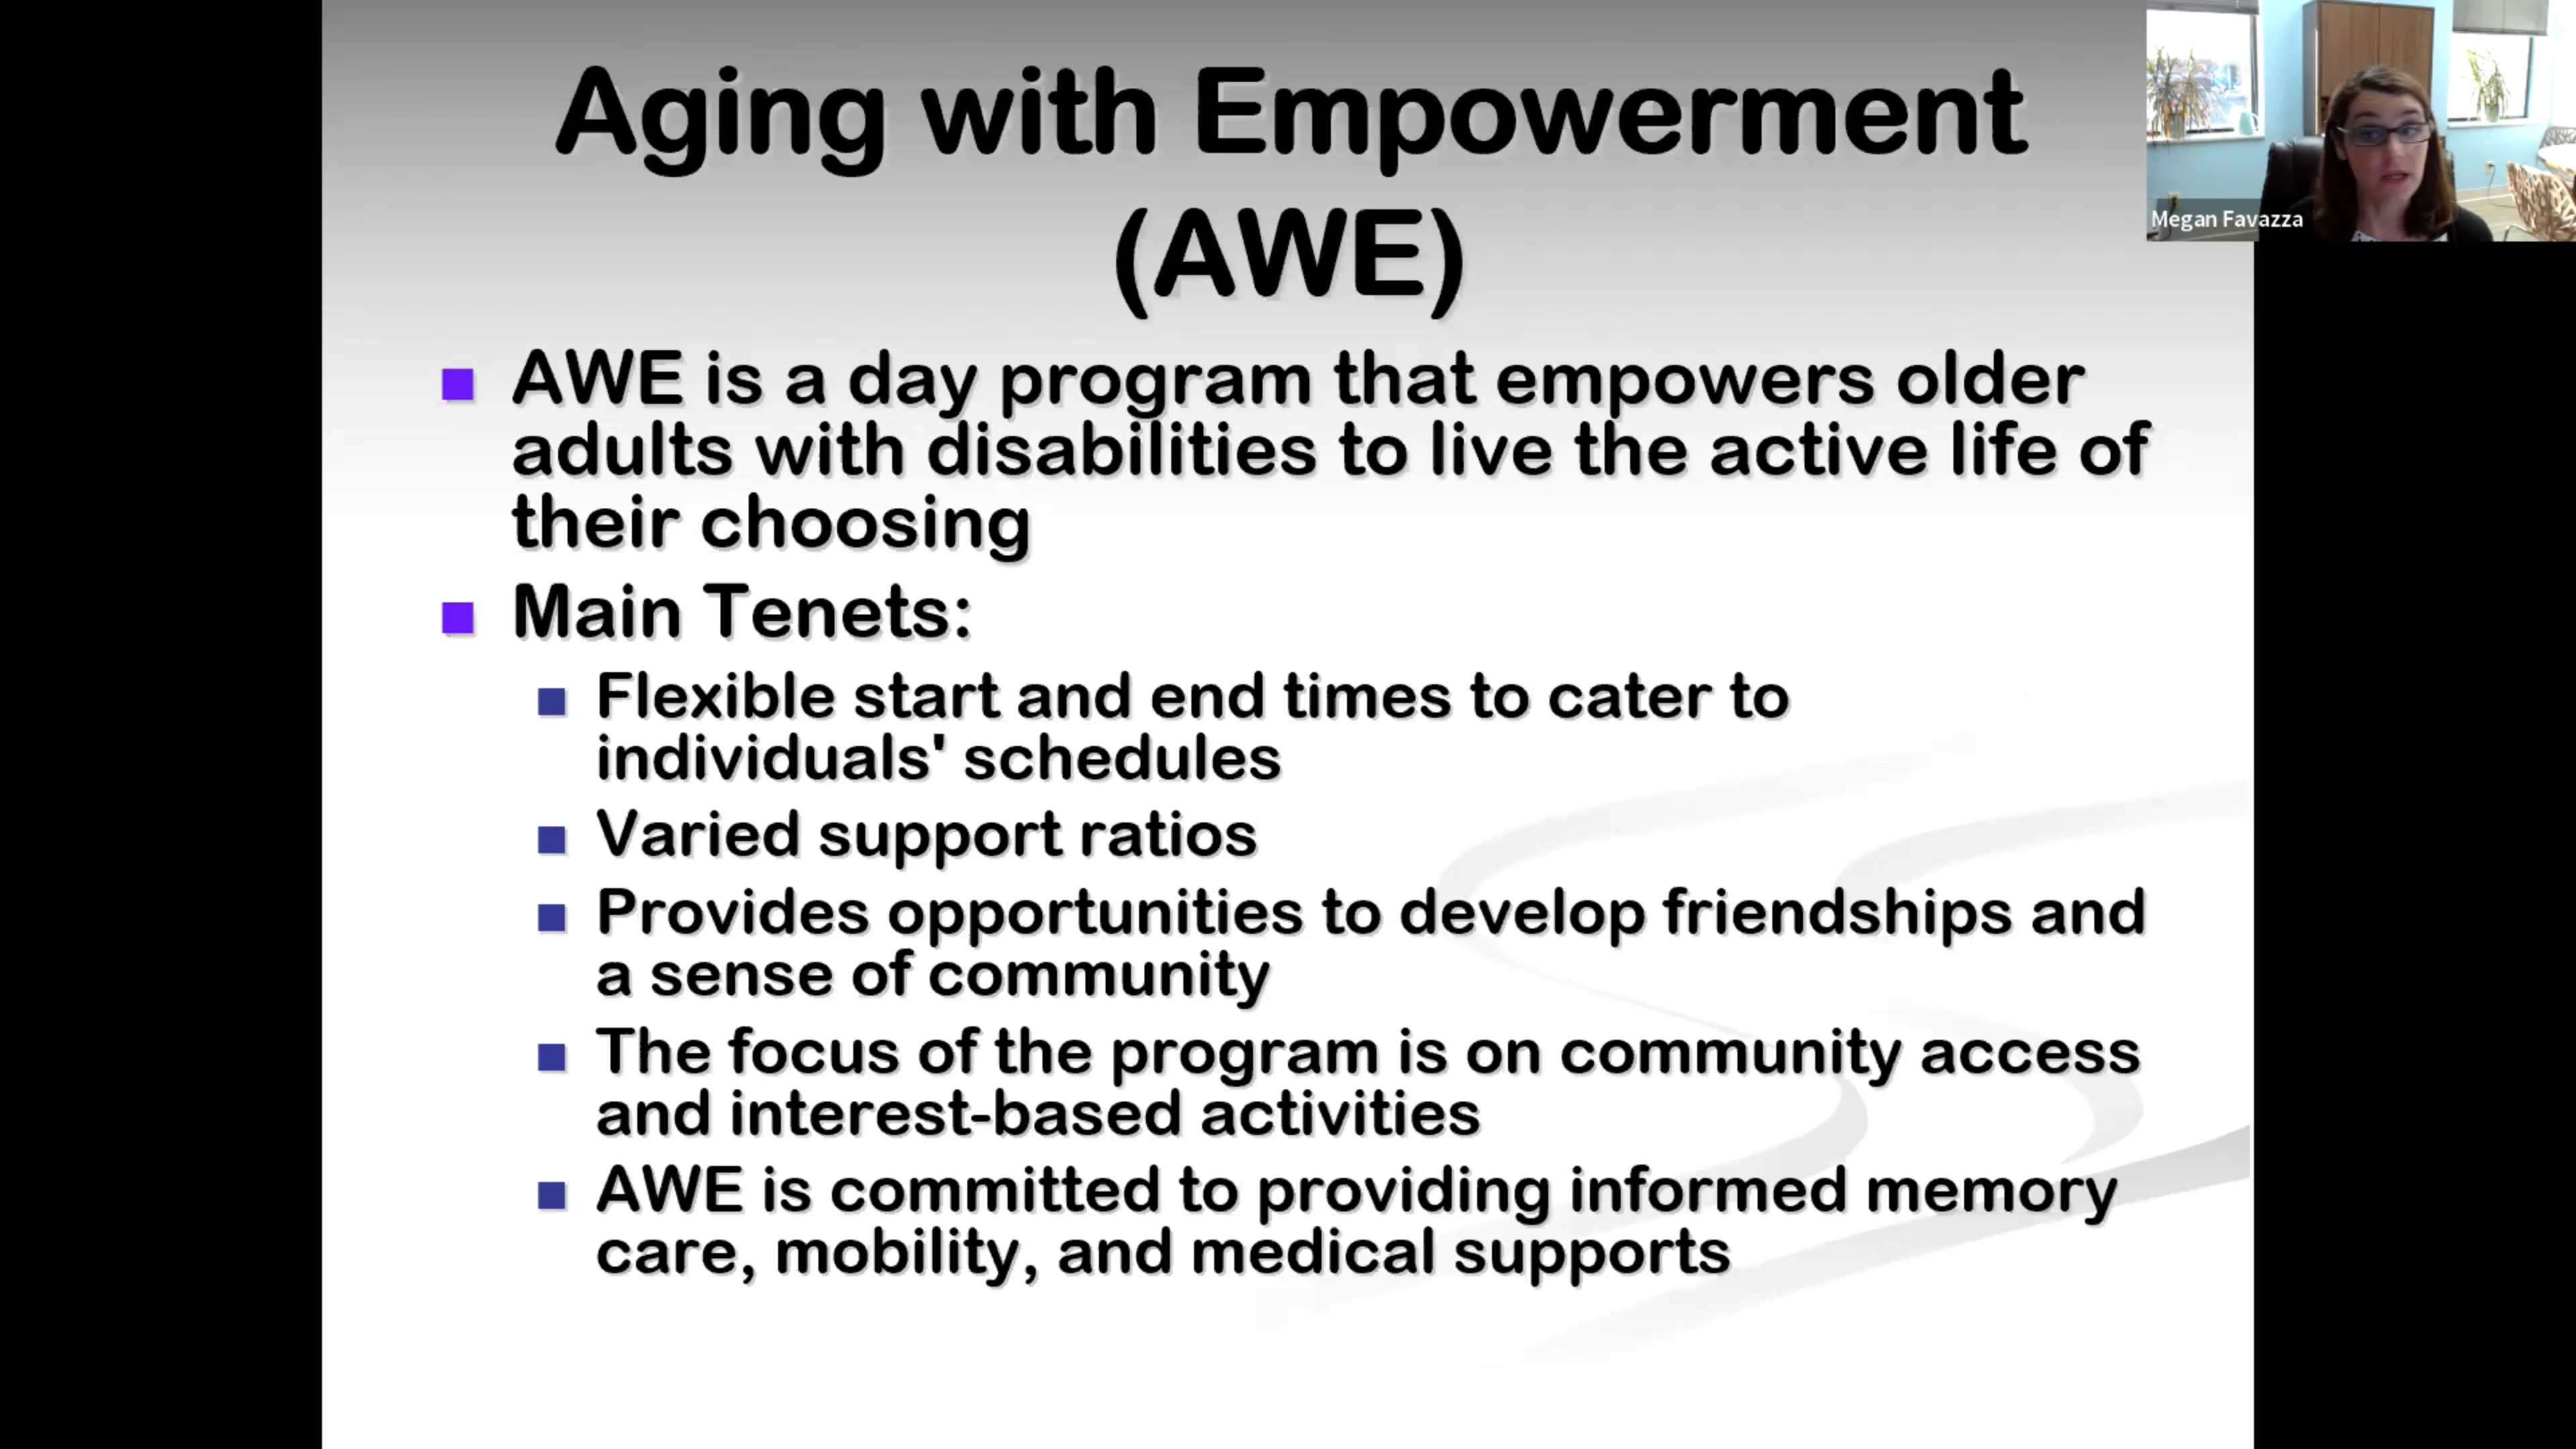 Aging with Empowerment
(AWE)
AWE is a day program that empowers older
adults with disabilities to live the active life of
their choosing
Main Tenets:
Flexible start and end times to cater to
individuals' schedules
Varied support ratios
Provides opportunities to develop friendships and
a sense of community
The focus of the program is on community access
and interest-based activities
AWE is committed to providing informed memory
care, mobility, and medical supports
Megan Favazza